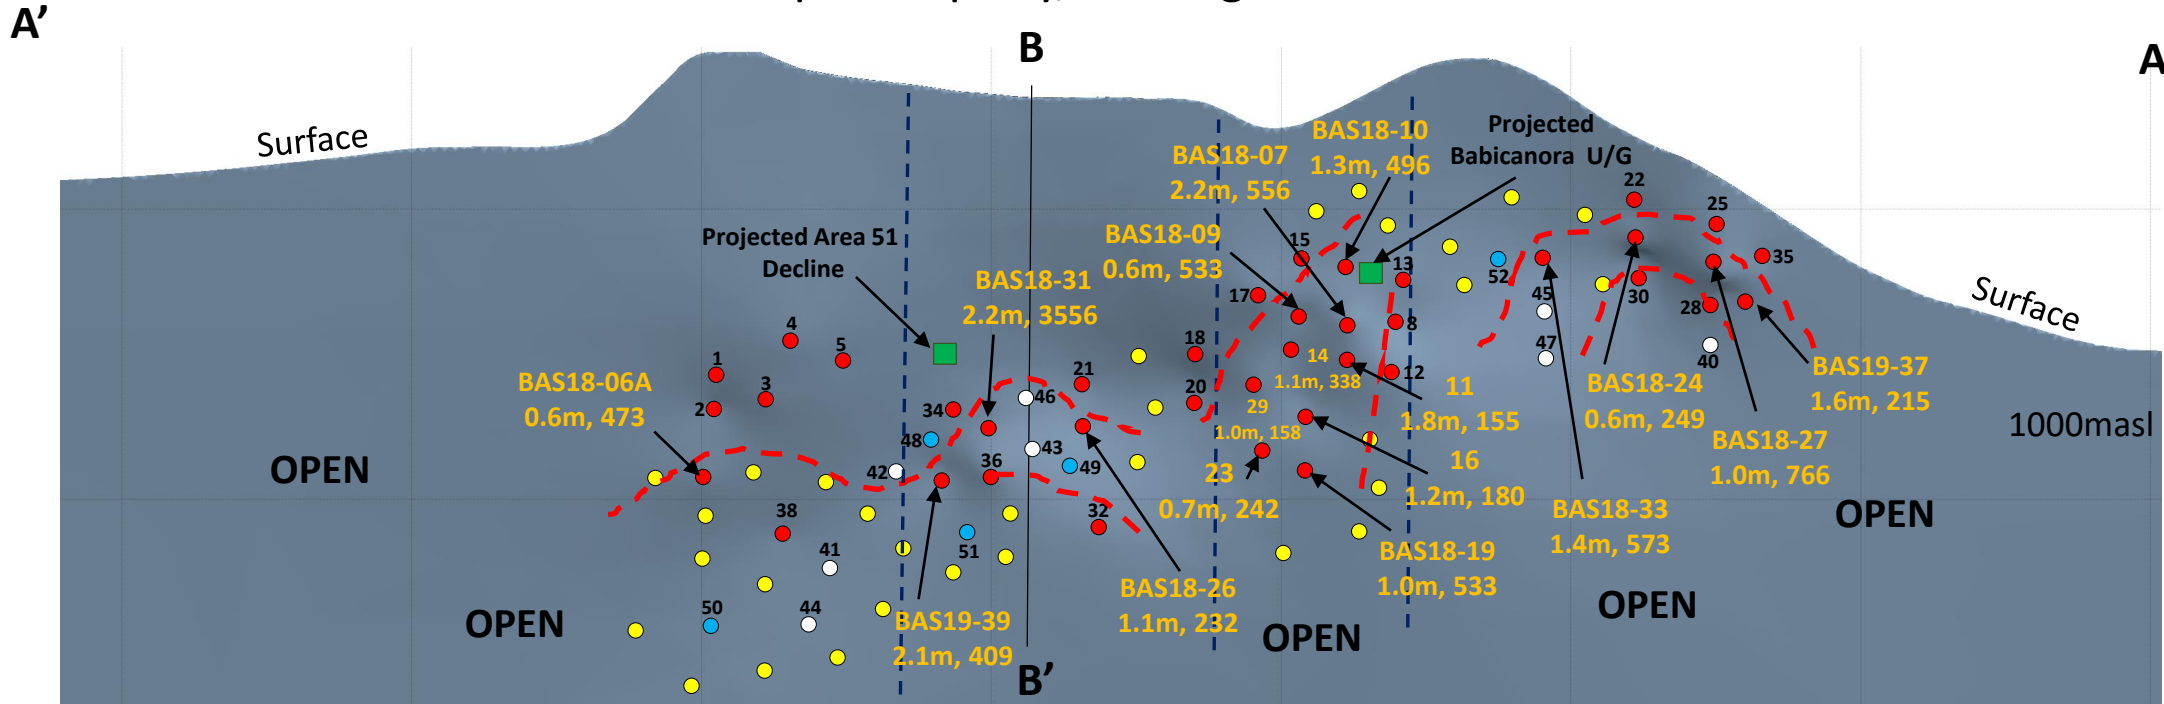 A’
B
A
Surface
BAS18-10
1.3m, 496
Projected
Babicanora U/G
BAS18-07
2.2m, 556
22
25
Projected Area 51
Decline
BAS18-09
0.6m, 533
15
13
52
35
BAS18-31
2.2m, 3556
17
45
30
28
Surface
4
5
8
18
47
40
1
3
2
BAS18-06A
0.6m, 473
34
46
21
20
14
1.1m, 338
12
11
1.8m, 155
BAS18-24
0.6m, 249
BAS19-37
1.6m, 215
29
1.0m, 158
1000masl
48
43
49
42
36
OPEN
23
0.7m, 242
16
1.2m, 180
BAS18-27
1.0m, 766
38
32
BAS18-33
1.4m, 573
OPEN
41
51
BAS18-19
1.0m, 533
50
44
OPEN
BAS19-39
2.1m, 409
BAS18-26
1.1m, 232
OPEN
OPEN
B’